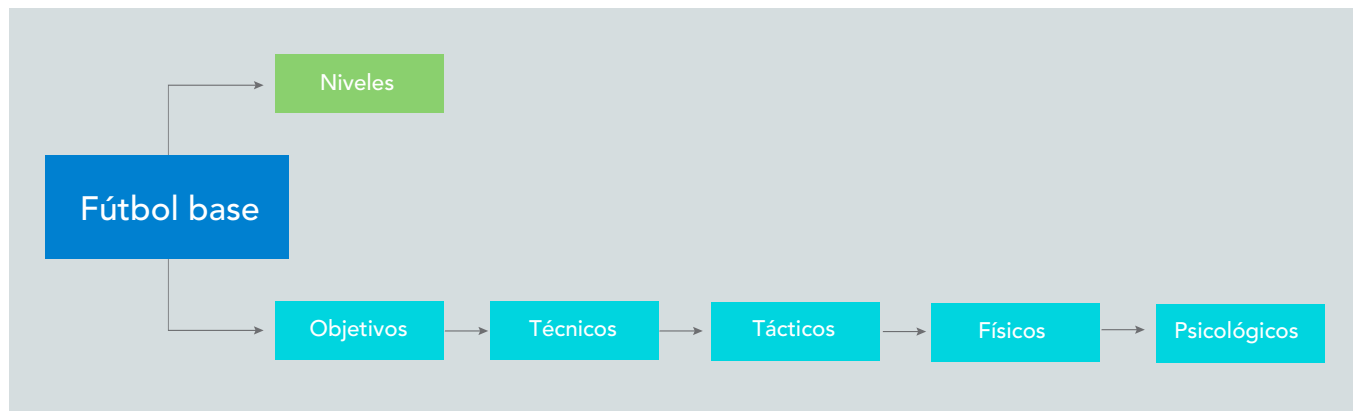 Niveles
Fútbol base
Objetivos
Técnicos
Tácticos
Físicos
Psicológicos